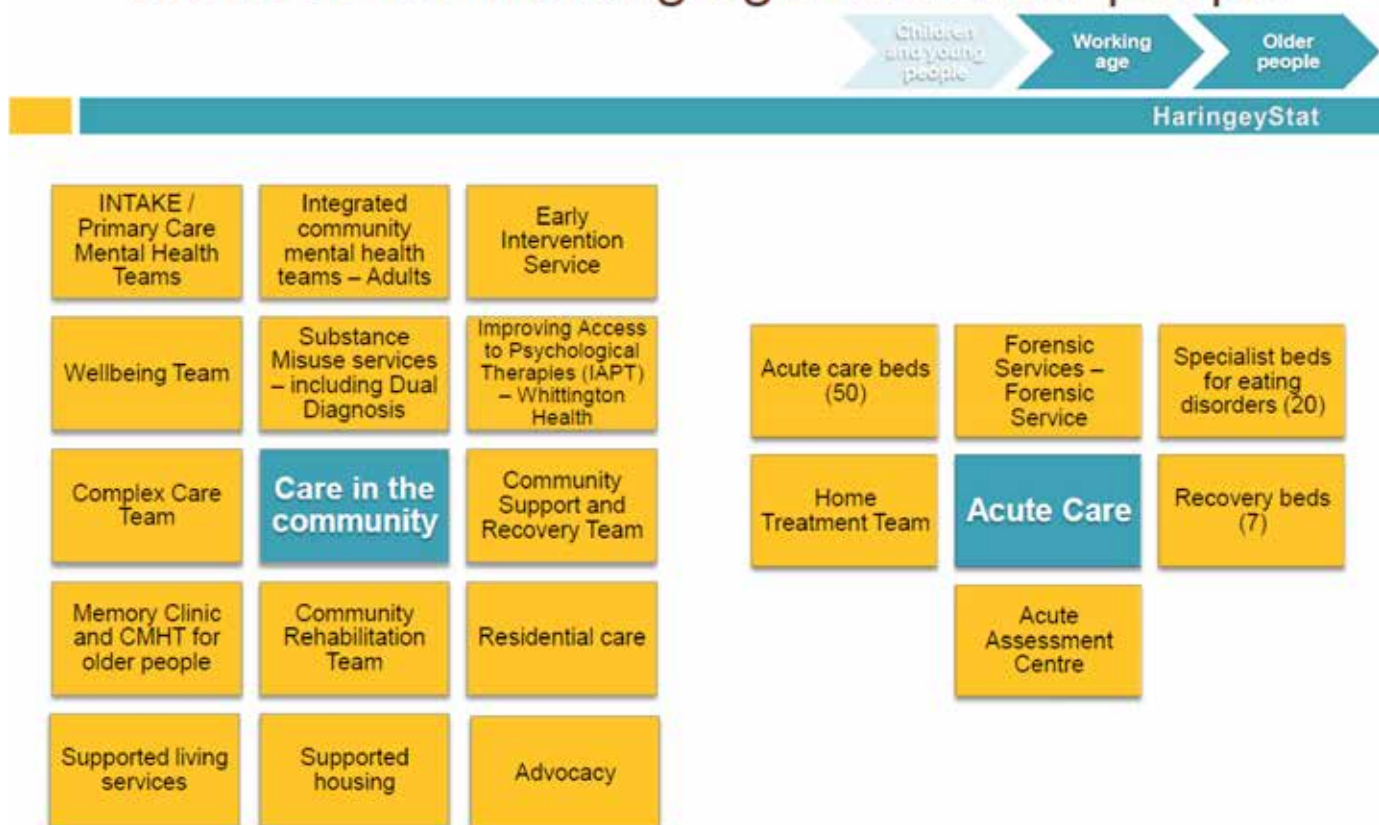 Children
and young
people
Working
age
Older
people
HaringeyStat
INTAKE /
Primary Care
Mental Health
Teams
Integrated
community
mental health
teams – Adults
Early
Intervention
Service
Wellbeing Team
Substance
Misuse services
– including Dual
Diagnosis
Improving Access
to Psychological
Therapies (IAPT)
– Whittington
Health
Complex Care
Team
Care in the
community
Community
Support and
Recovery Team
Memory Clinic
and CMHT for
older people
Community
Rehabilitation
Team
Residential care
Supported living
services
Supported
housing
Advocacy
Acute care beds
(50)
Forensic
Services –
Forensic
Service
Specialist beds
for eating
disorders (20)
Home
Treatment Team
Acute Care
Recovery beds
(7)
Acute
Assessment
Centre